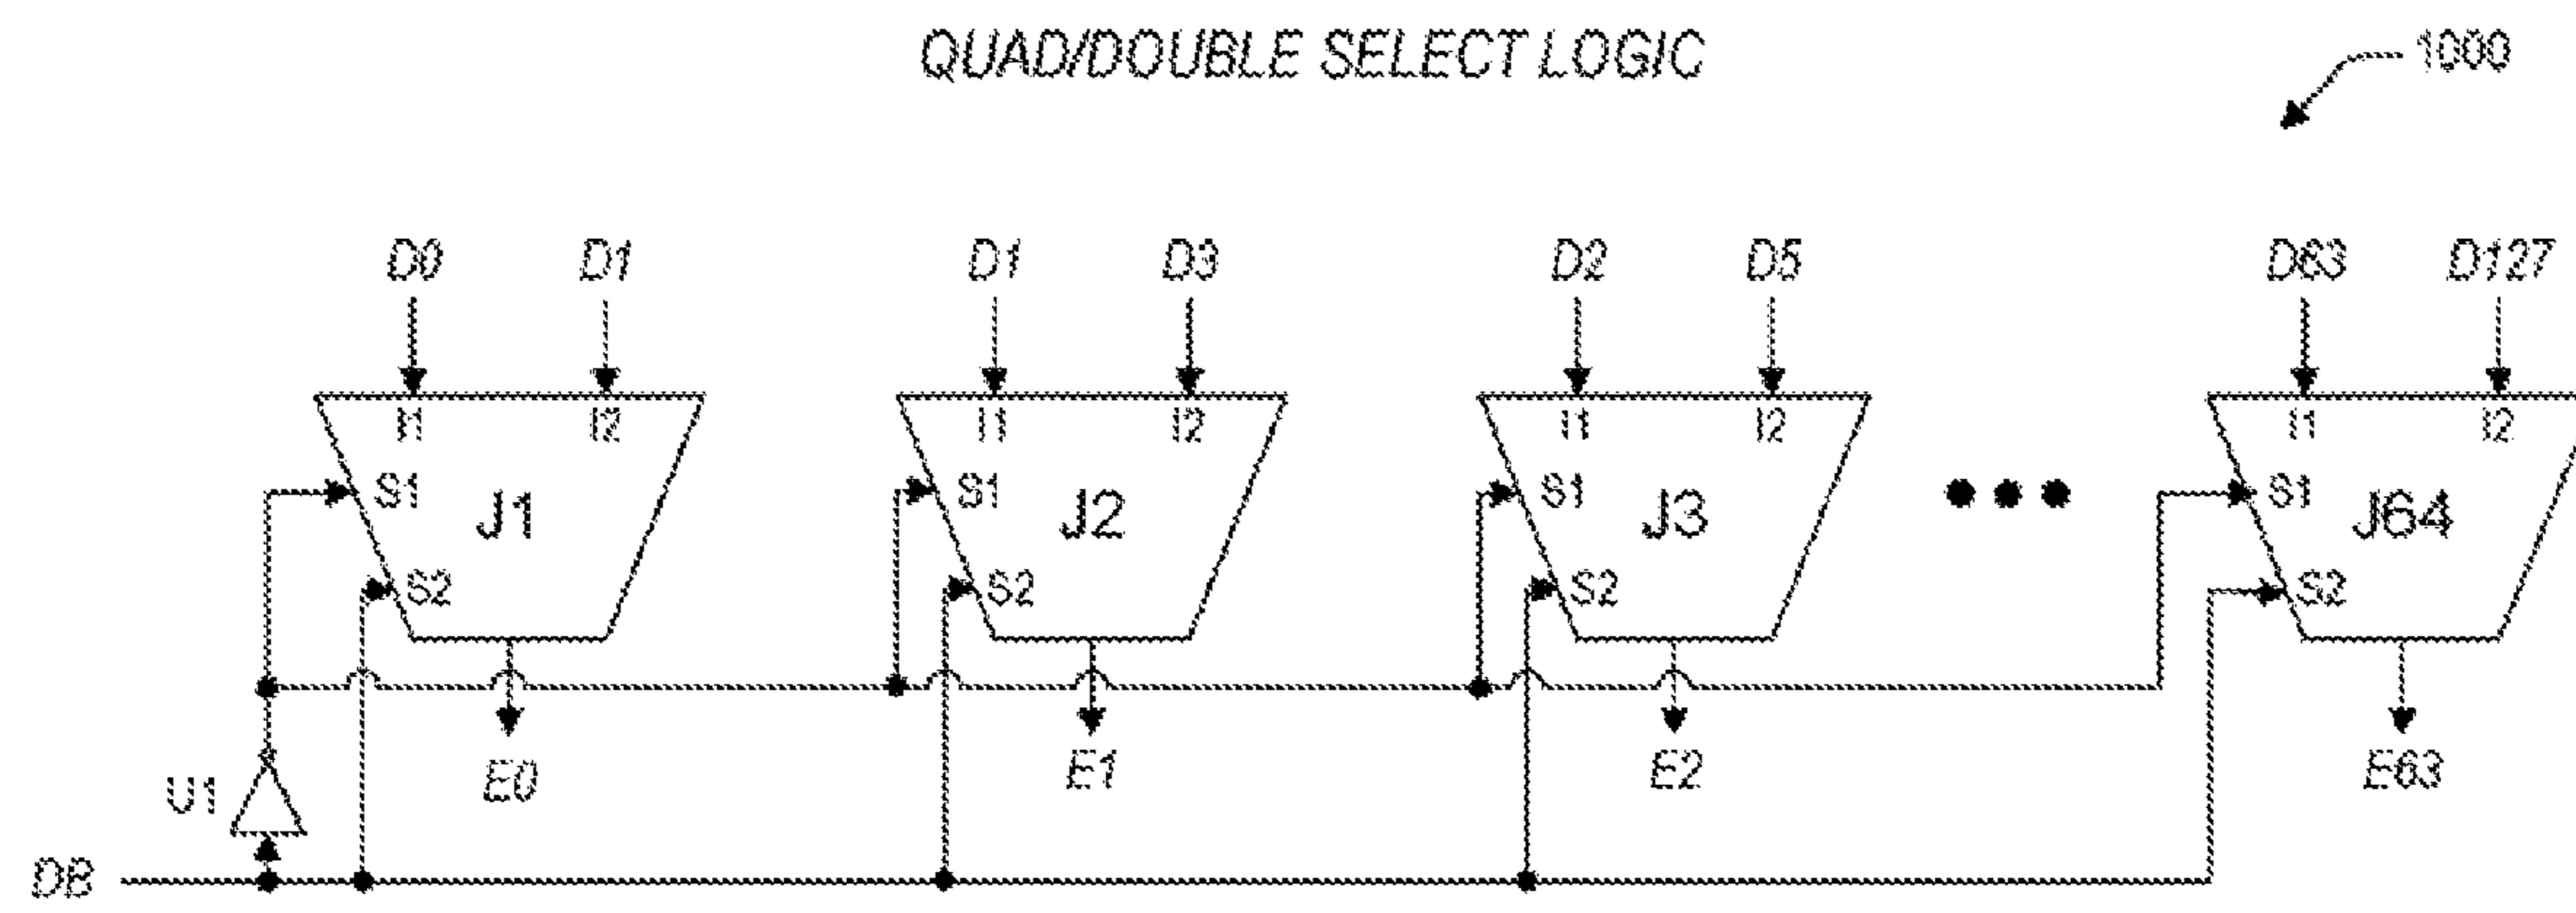 QUAD/DOUBLE SELECT LOGIC
1000
D0 D1 D1 D3 D2 D5 D63 D127
I1 I2 I1 I2 I1 I2 I1 I2
S1 S1 S1 S1
J1 J2 J3 J64
S2 S2 S2 S2
U1 E0 E1 E2 E63
DB